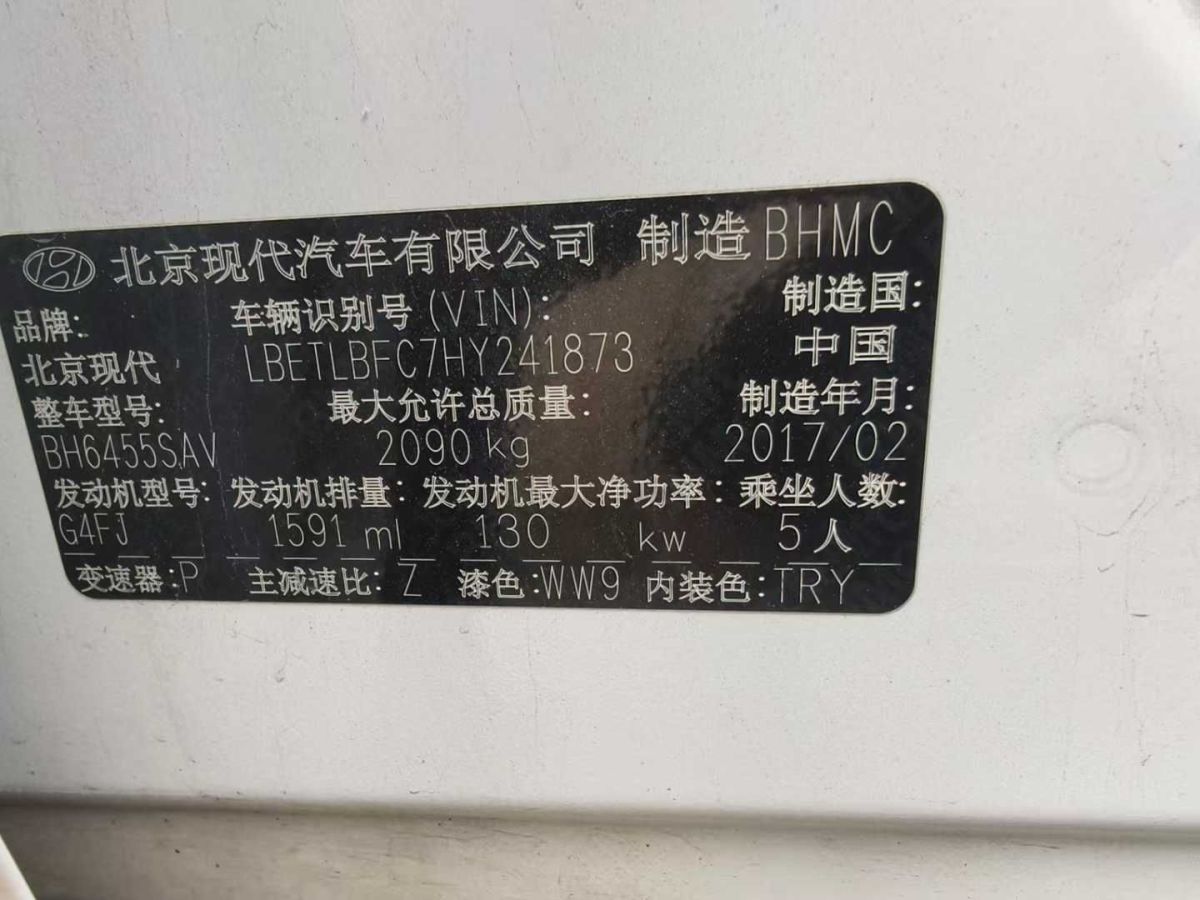 北京现代汽车有限公司 制造 BHMC
品牌: 车辆识别号(VIN): 制造国:
北京现代 LBETLBFC7HY241873 中国
整车型号: 最大允许总质量: 制造年月:
BH6455SAV 2090 kg 2017/02
发动机型号: 发动机排量: 发动机最大净功率: 乘坐人数:
G4FJ 1591 ml 130 kw 5人
变速器:P 主减速比:Z 漆色:WW9 内装色:TRY